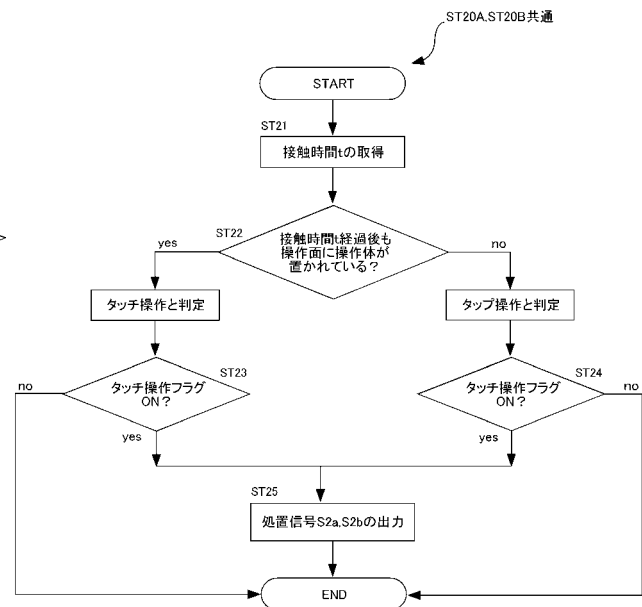 ST20A,ST20B共通
START
ST21
接触時間tの取得
ST22
接触時間t経過後も
操作面に操作体が
置かれている？
yes
no
タッチ操作と判定
タップ操作と判定
ST23
タッチ操作フラグ
ON？
no
yes
ST24
タッチ操作フラグ
ON？
no
yes
ST25
処置信号S2a,S2bの出力
END